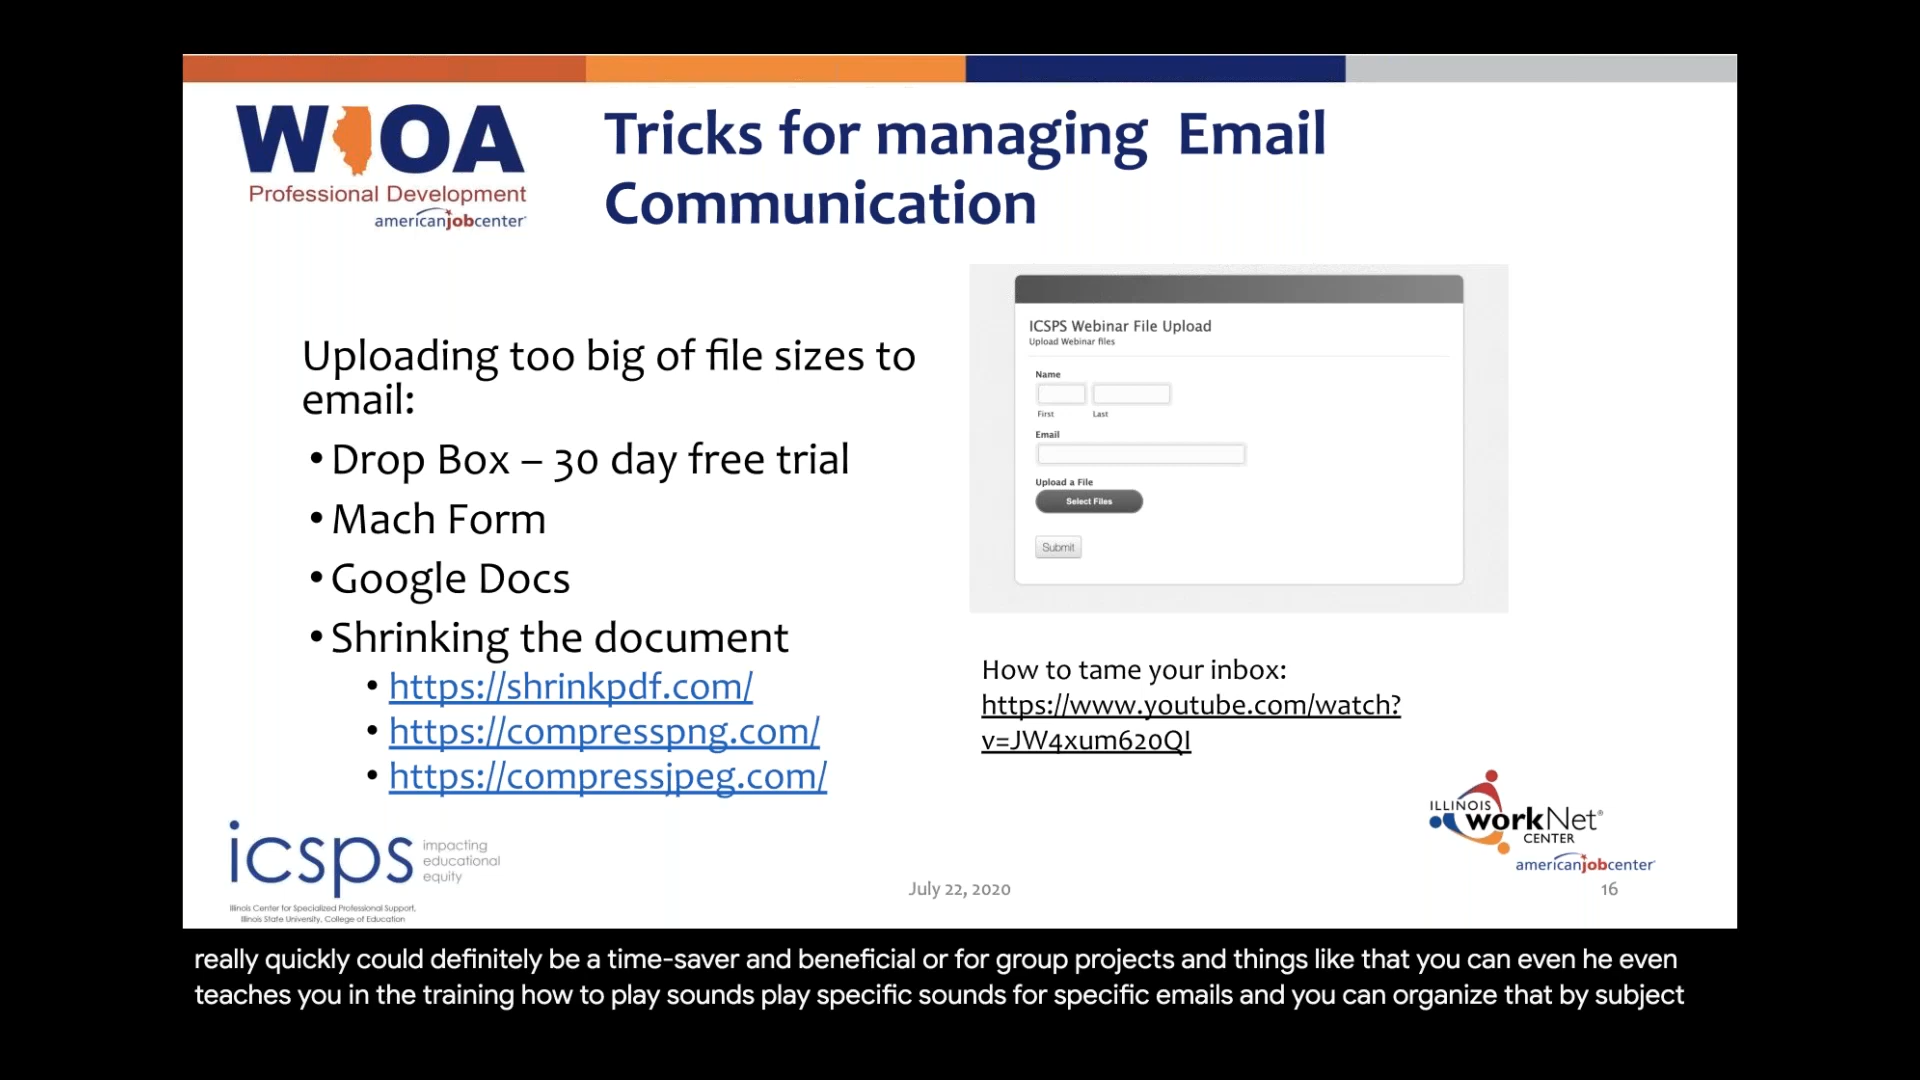 WIOA
Professional Development
americanjobcenter
Tricks for managing  Email
Communication
Uploading too big of file sizes to
email:
• Drop Box – 30 day free trial
• Mach Form
• Google Docs
• Shrinking the document
• https://shrinkpdf.com/
• https://compresspng.com/
• https://compressjpeg.com/
ICSPS Webinar File Upload
Upload Webinar files
Name
First Last
Email
Upload a File
Select Files
Submit
How to tame your inbox:
https://www.youtube.com/watch?
v=JW4xum620QI
icsps
impacting
educational
equity
Illinois Center for Specialized Professional Support,
Illinois State University, College of Education
July 22, 2020
ILLINOIS
workNet®
CENTER
americanjobcenter
16
really quickly could definitely be a time-saver and beneficial or for group projects and things like that you can even he even
teaches you in the training how to play sounds play specific sounds for specific emails and you can organize that by subject